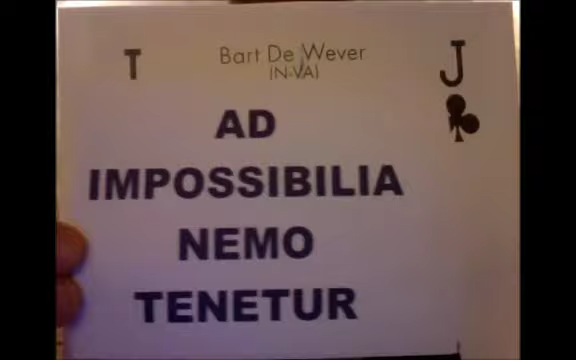 T Bart De Wever J
(N-VA)
AD
IMPOSSIBILIA
NEMO
TENETUR